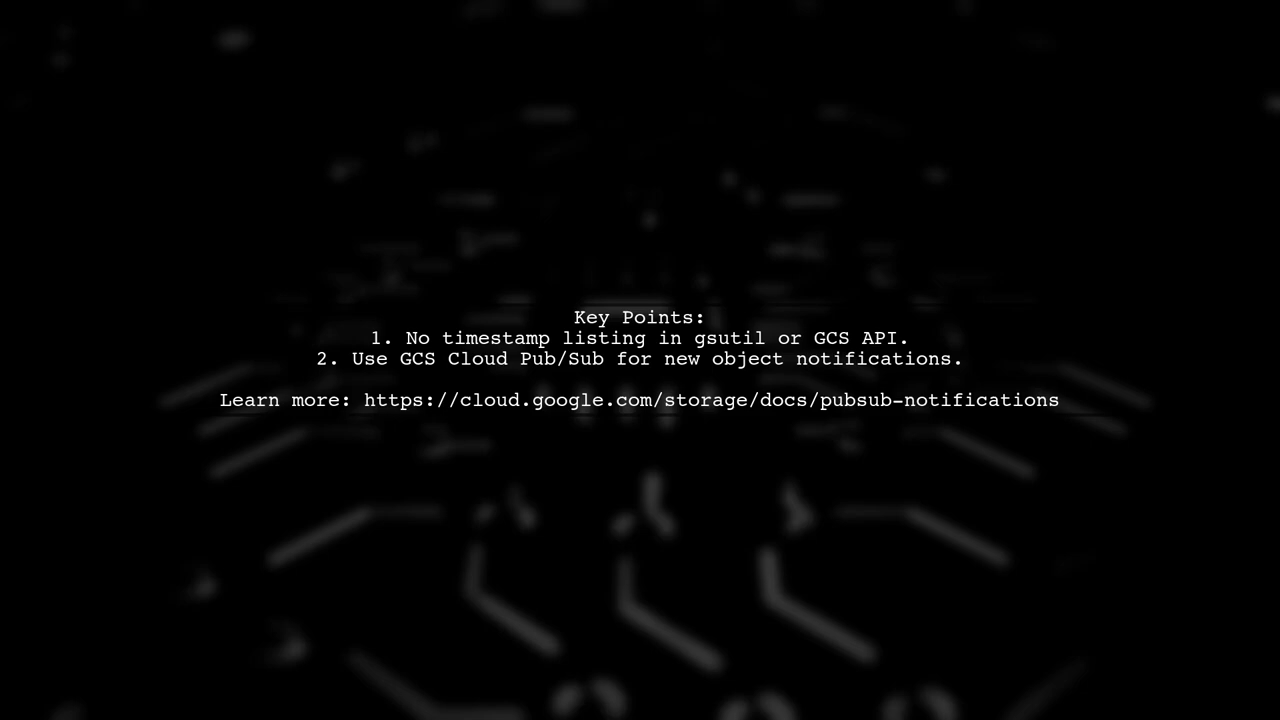 Key Points:
1. No timestamp listing in gsutil or GCS API.
2. Use GCS Cloud Pub/Sub for new object notifications.
Learn more: https://cloud.google.com/storage/docs/pubsub-notifications